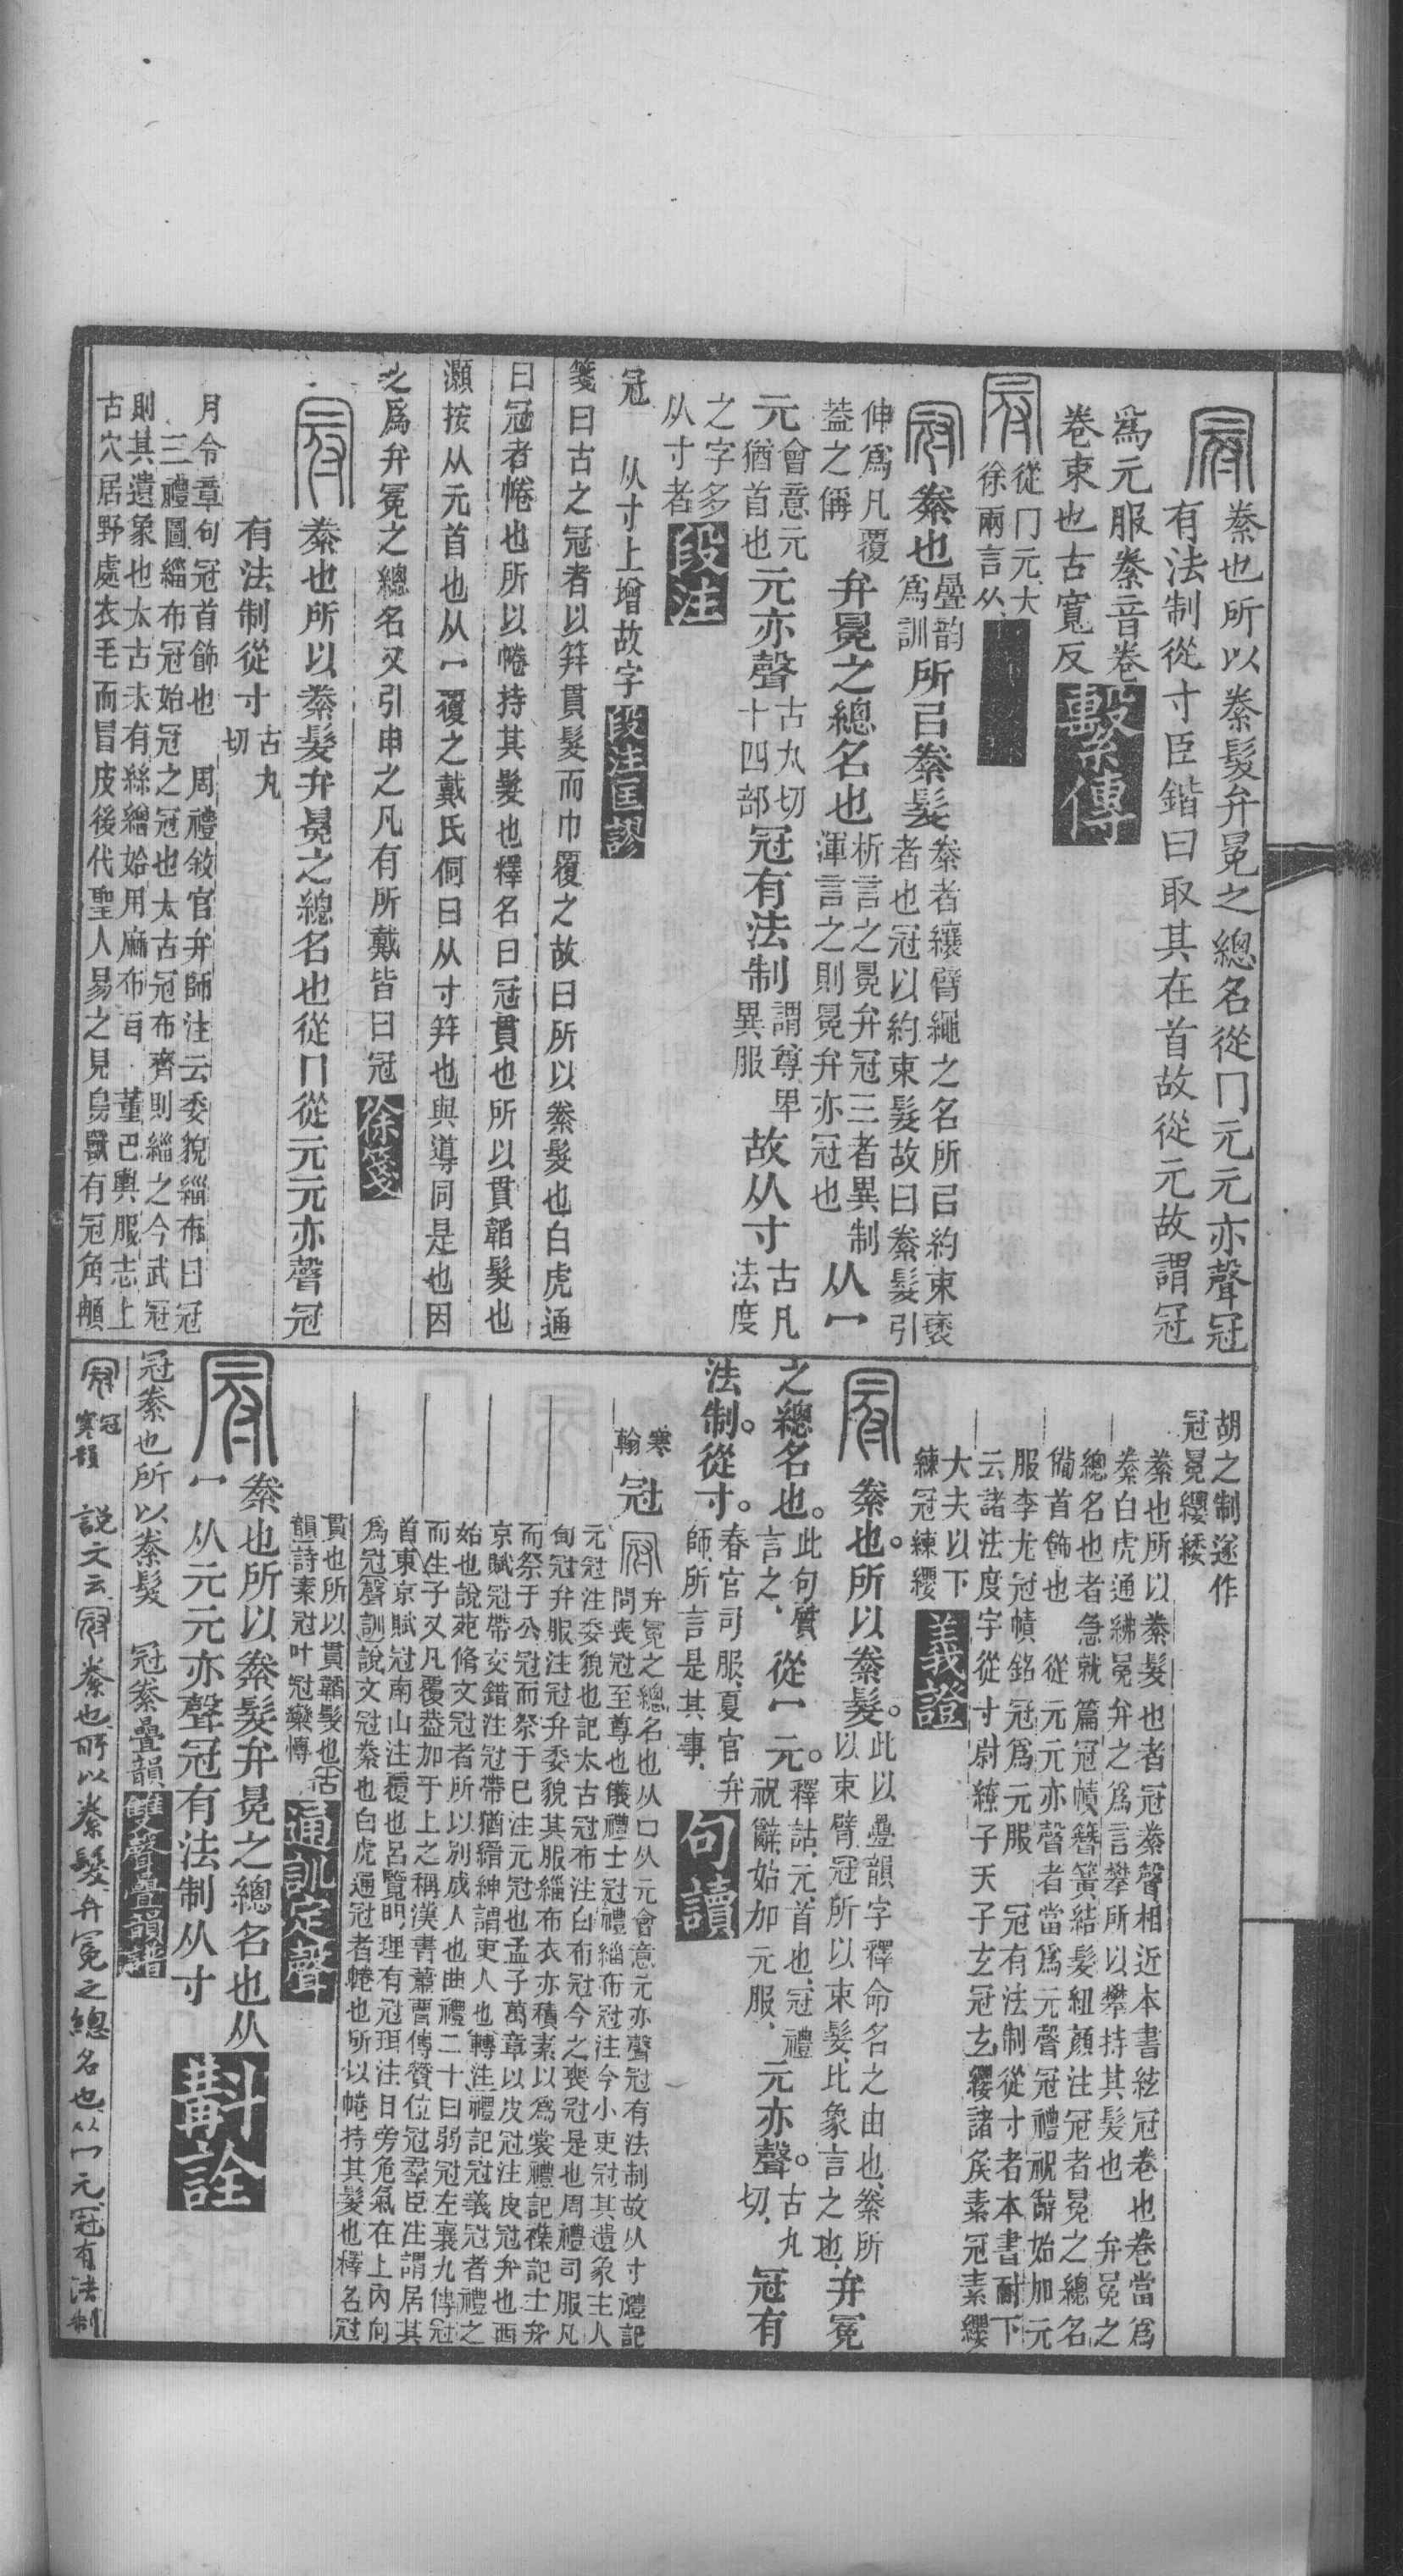 絭也所以絭髮弁冕之總名從冂元元亦聲冠
有法制從寸臣鍇曰取其在首故從元故謂冠
爲元服絭音卷
卷束也古寬反
繫傳
從冂元大
徐兩言从
絭也
疊韵
爲訓
所㠯絭髮
絭者纕臂繩之名所㠯約束褎
者也冠以約束髮故曰絭髮引
伸爲凡覆
蓋之偁
弁冕之總名也
析言之冕弁冠三者異制
渾言之則冕弁亦冠也
从冖
元
會意元
猶首也
元亦聲
古丸切
十四部
冠有法制
謂尊卑
異服
故从寸
古凡
法度
之字多
从寸者
段注
冠 从寸上增故字
段注匡謬
箋曰古之冠者以笄貫髮而巾覆之故曰所以絭髮也白虎通
曰冠者帣也所以帣持其髮也釋名曰冠貫也所以貫韜髮也
灝按从元首也从冖覆之戴氏侗曰从寸笄也與導同是也因
之爲弁冕之總名又引申之凡有所戴皆曰冠
徐箋
絭也所以絭髮弁冕之總名也從冂從元元亦聲冠
有法制從寸
古丸
切
月令章句冠首飾也 周禮敘官弁師注云委貌緇布曰冠
三禮圖緇布冠始冠之冠也太古冠布齊則緇之今武冠
則其遺象也太古未有絲繒始用麻布 董巴輿服志上
古穴居野處衣毛而冒皮後代聖人易之見鳥獸有冠角頔
胡之制遂作
冠冕纓緌
絭也所以絭髮也者冠絭聲相近本書絃冠卷也卷當爲
絭白虎通紼冕弁之爲言攀所以攀持其髮也 弁冕之
總名也者急就篇冠幘簪簧結髮紐顏注冠者冕之總名
僃首飾也 從元元亦聲者當爲元聲冠禮祝辭始加元
服李尤冠幘銘冠爲元服 冠有法制從寸者本書耐下
云諸法度字從寸尉繚子天子玄冠玄纓諸矦素冠素纓
大夫以下
練冠練纓
義證
絭也。所以絭髮。
此以疊韻字釋命名之由也、絭所
以束臂、冠所以束髮、比象言之也、
弁冕
之總名也。
此句質
言之、
從冖元。
釋詁、元、首也、冠禮
祝辭、始加元服、
元亦聲。
古丸
切、
冠有
法制。從寸。
春官司服、夏官弁
師、所言是其事、
句讀
寒
翰
冠
弁冕之總名也从冖从元會意元亦聲冠有法制故从寸禮記
問喪冠至尊也儀禮士冠禮緇布冠注今小吏冠其遺象主人
元冠注委貌也記太古冠布注白布冠今之喪冠是也周禮司服凡
甸冠弁服注冠弁委貌其服緇布衣亦積素以爲裳禮記襍記士弁
而祭于公冠而祭于己注元冠也孟子萬章以皮冠注皮冠弁也西
京賦冠帶交錯注冠帶猶縉紳謂吏人也轉注禮記冠義冠者禮之
始也說苑脩文冠者所以別成人也曲禮二十曰弱冠左襄九傳冠
而生子又凡覆葢加于上之稱漢書蕭曹傳贊位冠羣臣注謂居其
首東京賦冠南山注覆也呂覽明理有冠珥注日旁危氣在上內向
爲冠聲訓說文冠絭也白虎通冠者帣也所以帣持其髮也釋名冠
貫也所以貫韜髮也古
韻詩素冠叶冠欒慱
通訓定聲
絭也所以絭髮弁冕之總名也从
冖从元元亦聲冠有法制从寸
斠詮
冠絭也所以絭髮 冠絭疊韻
雙聲疊韻譜
冠
寒韻
說文云 絭也所以絭髮弁冕之總名也从冂元冠有法制